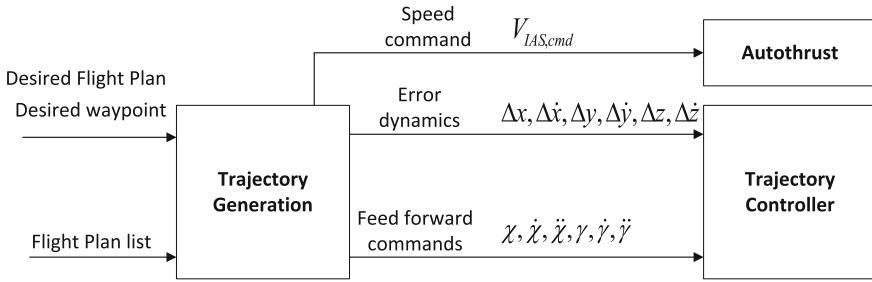 Speed
command
V_{IAS,cmd}
Autothrust
Desired Flight Plan
Desired waypoint
Error
dynamics
Δx, Δẋ, Δy, Δẏ, Δz, Δż
Trajectory
Generation
Trajectory
Controller
Flight Plan list
Feed forward
commands
χ, χ̇, χ̈, γ, γ̇, γ̈